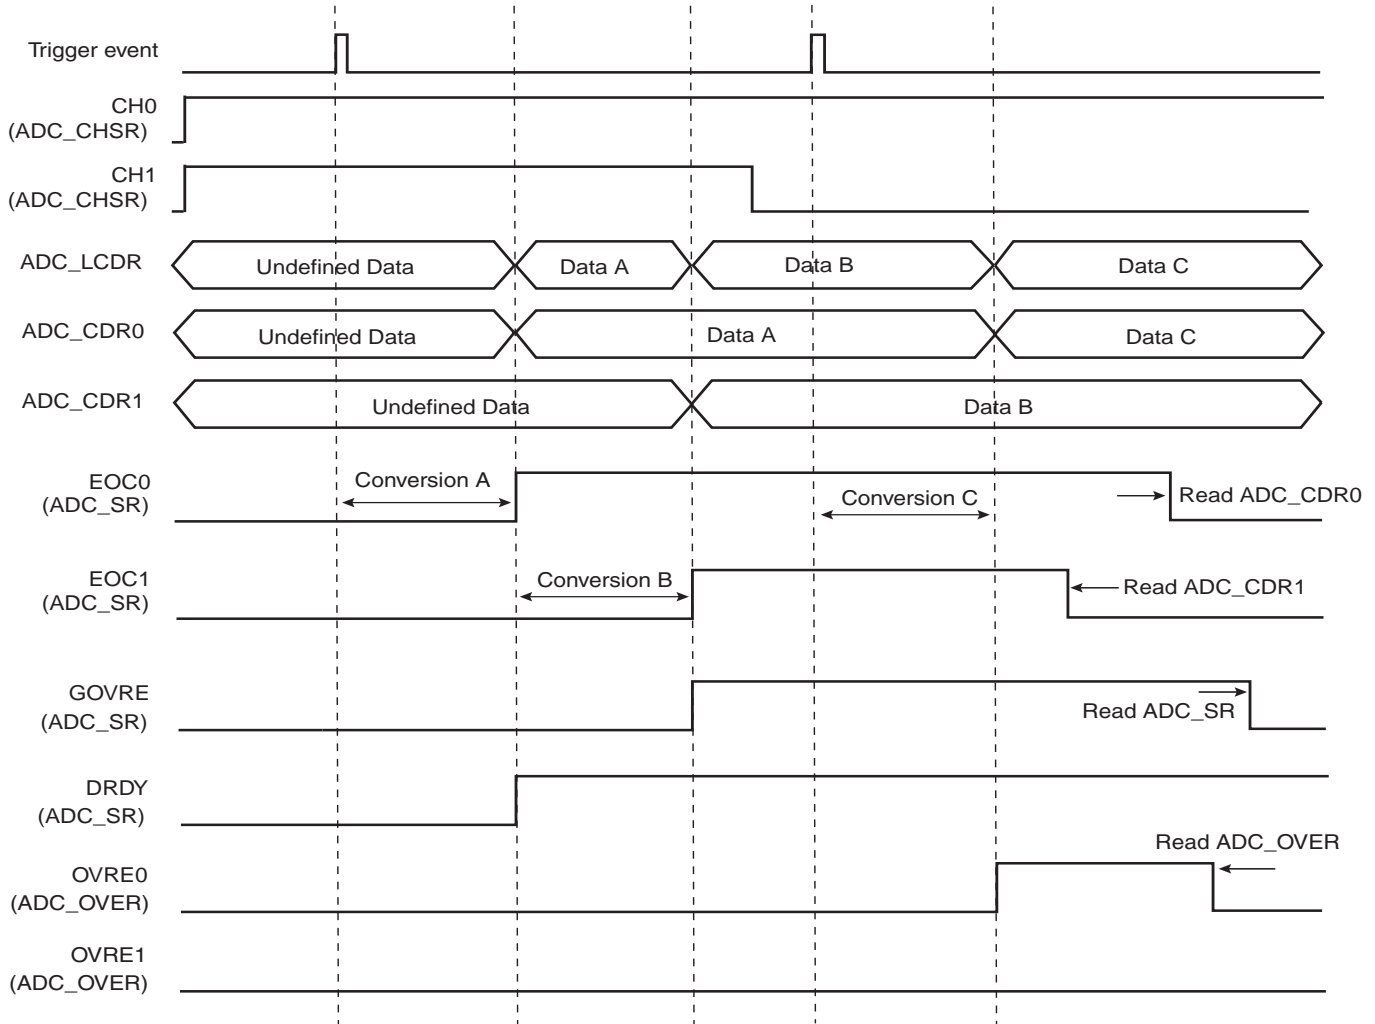 Trigger event
CH0
(ADC_CHSR)
CH1
(ADC_CHSR)
ADC_LCDR
Undefined Data
Data A
Data B
Data C
ADC_CDR0
Undefined Data
Data A
Data C
ADC_CDR1
Undefined Data
Data B
EOC0
(ADC_SR)
Conversion A
Conversion C
Read ADC_CDR0
EOC1
(ADC_SR)
Conversion B
Read ADC_CDR1
GOVRE
(ADC_SR)
Read ADC_SR
DRDY
(ADC_SR)
Read ADC_OVER
OVRE0
(ADC_OVER)
OVRE1
(ADC_OVER)